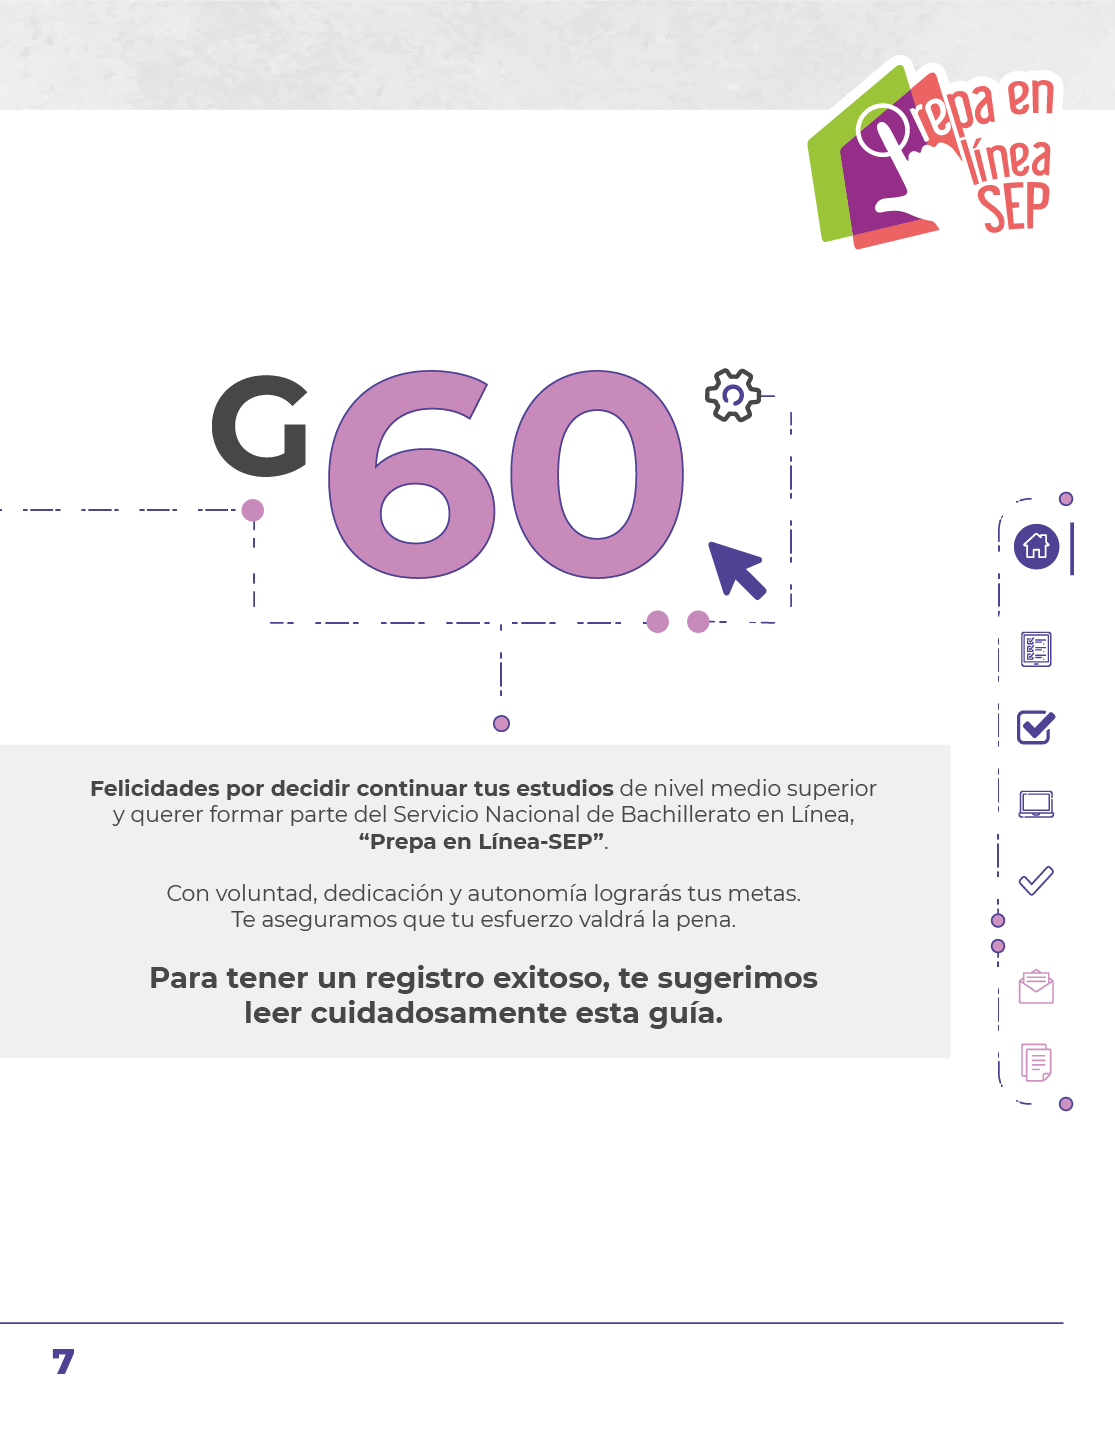 Prepa en
línea
SEP
G60
Felicidades por decidir continuar tus estudios de nivel medio superior
y querer formar parte del Servicio Nacional de Bachillerato en Línea,
“Prepa en Línea-SEP”.
Con voluntad, dedicación y autonomía lograrás tus metas.
Te aseguramos que tu esfuerzo valdrá la pena.
Para tener un registro exitoso, te sugerimos
leer cuidadosamente esta guía.
7